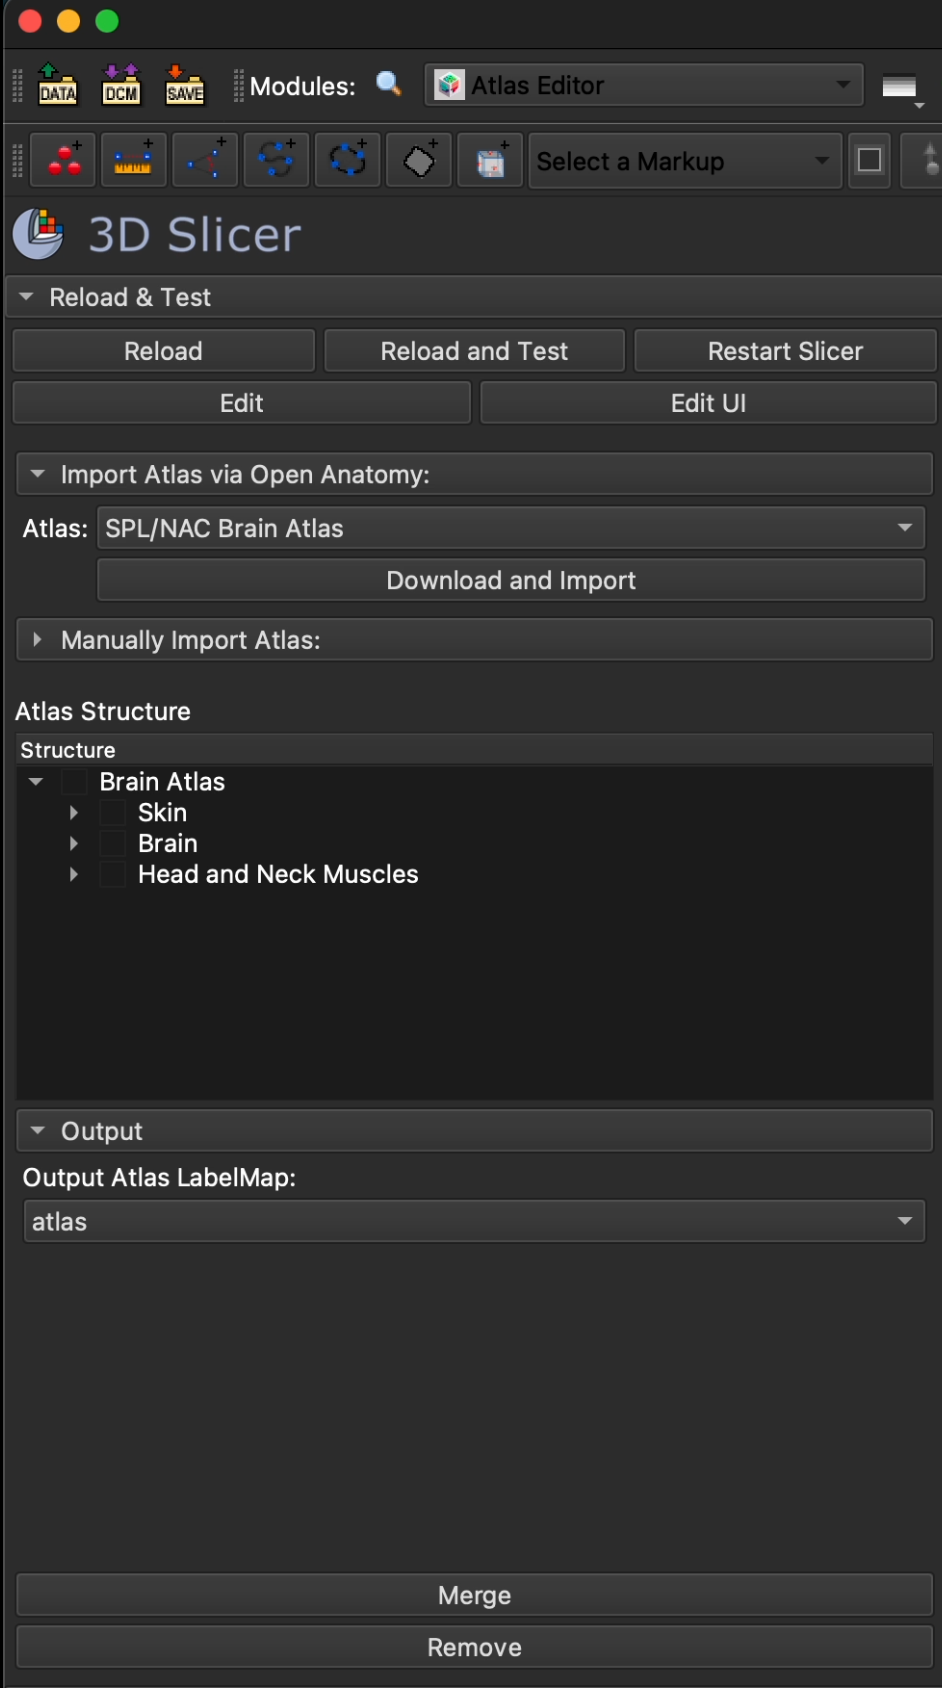 DATA DCM SAVE Modules: Atlas Editor
Select a Markup
3D Slicer
Reload & Test
Reload Reload and Test Restart Slicer
Edit Edit UI
Import Atlas via Open Anatomy:
Atlas: SPL/NAC Brain Atlas
Download and Import
Manually Import Atlas:
Atlas Structure
Structure
Brain Atlas
Skin
Brain
Head and Neck Muscles
Output
Output Atlas LabelMap:
atlas
Merge
Remove